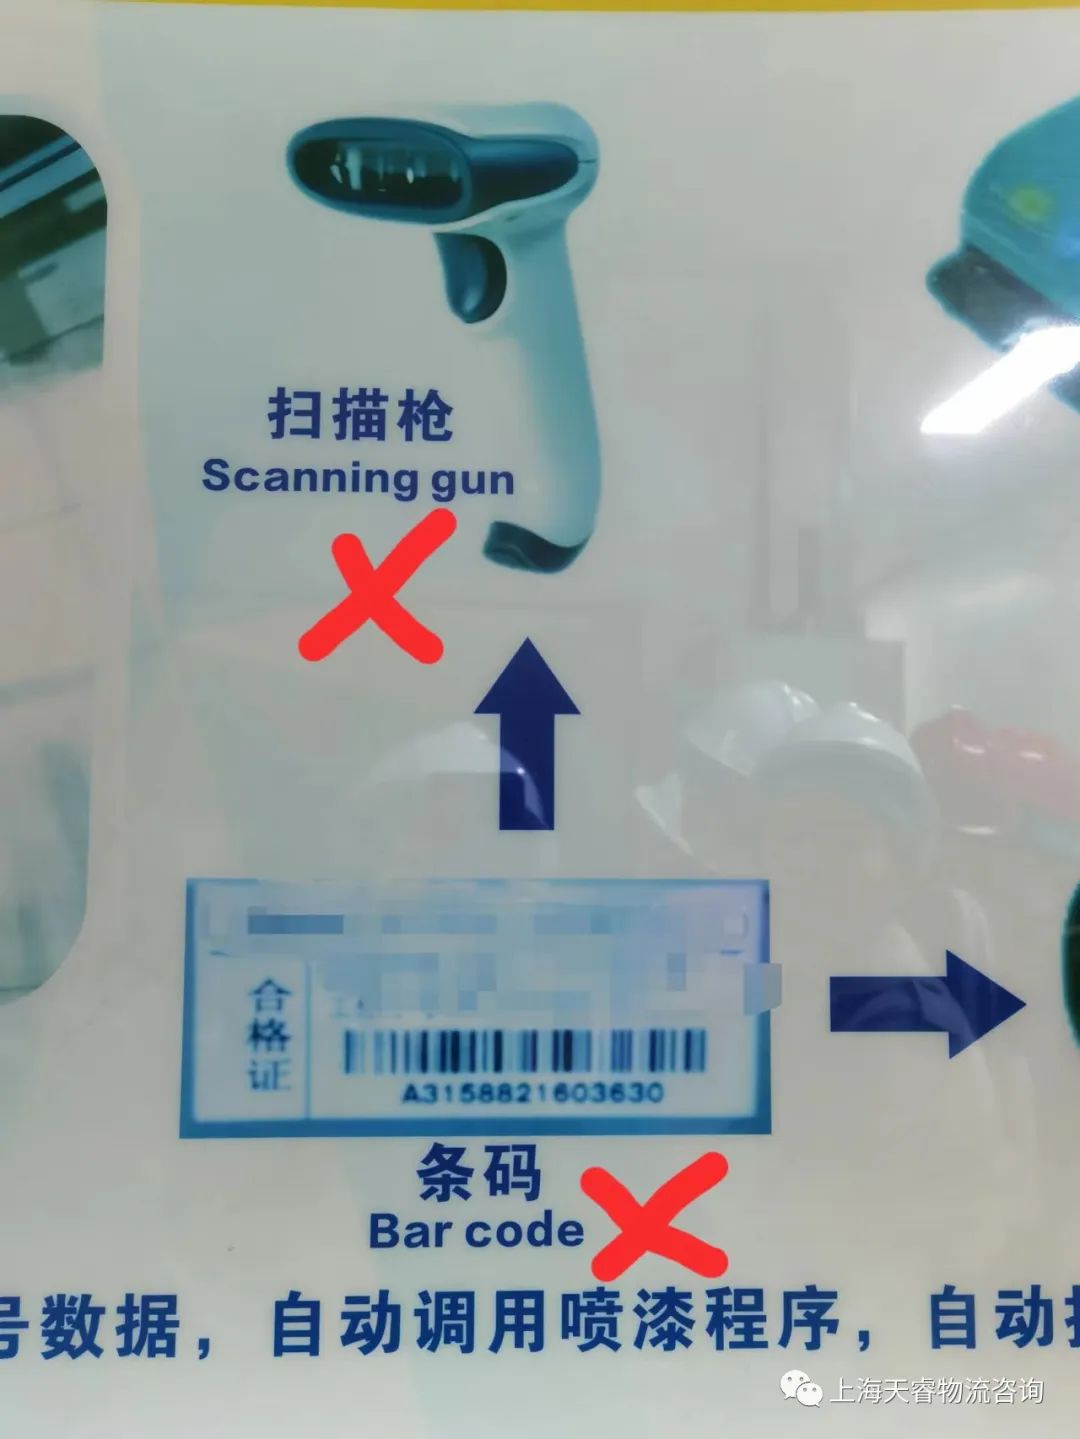 扫描枪
Scanning gun
合格证
A3158821603630
条码
Bar code
号数据，自动调用喷漆程序，自动
上海天睿物流咨询